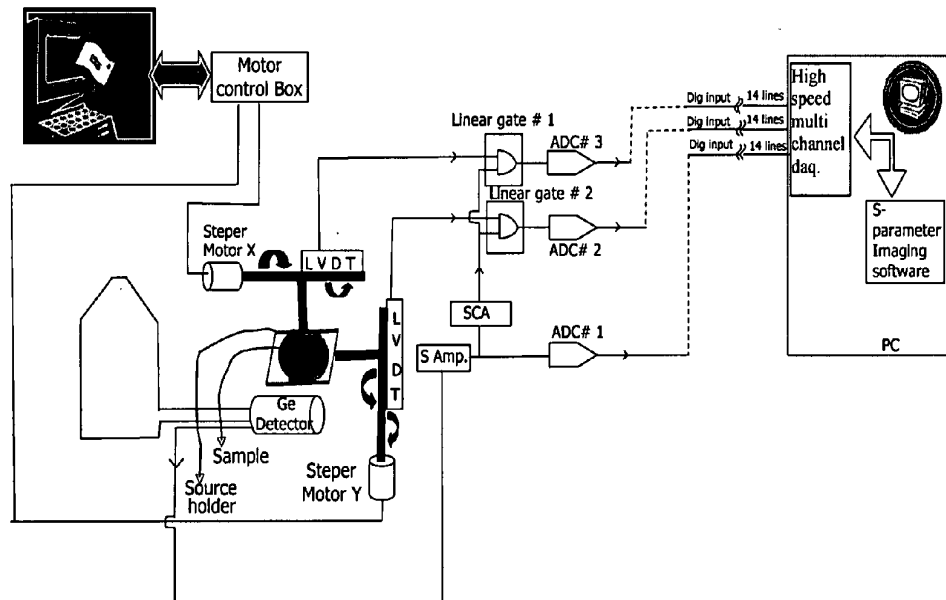 Motor
control Box
Linear gate # 1
ADC# 3
Dig input
14 lines
Dig input
14 lines
Dig input
14 lines
High
speed
multi
channel
daq.
Linear gate # 2
ADC# 2
S-
parameter
Imaging
software
Steper
Motor X
L V D T
SCA
L
V
D
T
S Amp.
ADC# 1
PC
Ge
Detector
Sample
Source
holder
Steper
Motor Y